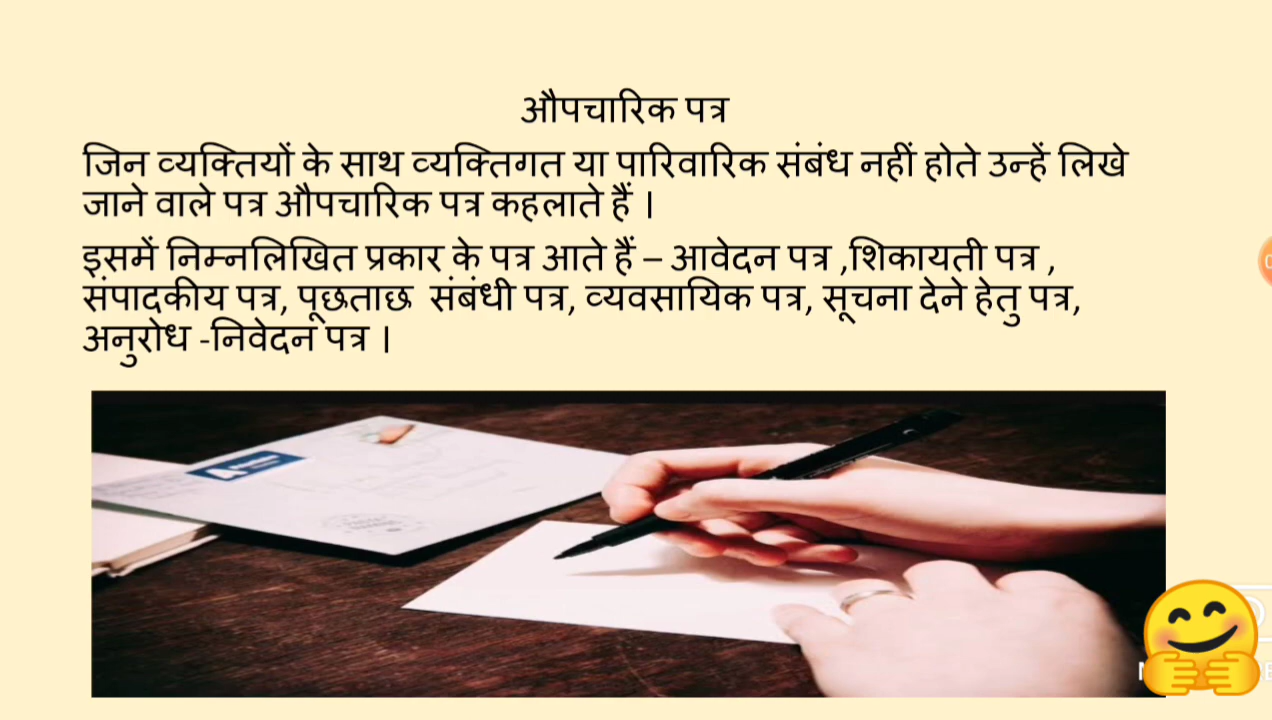 औपचारिक पत्र
जिन व्यक्तियों के साथ व्यक्तिगत या पारिवारिक संबंध नहीं होते उन्हें लिखे
जाने वाले पत्र औपचारिक पत्र कहलाते हैं ।
इसमें निम्नलिखित प्रकार के पत्र आते हैं – आवेदन पत्र ,शिकायती पत्र ,
संपादकीय पत्र, पूछताछ  संबंधी पत्र, व्यवसायिक पत्र, सूचना देने हेतु पत्र,
अनुरोध -निवेदन पत्र ।